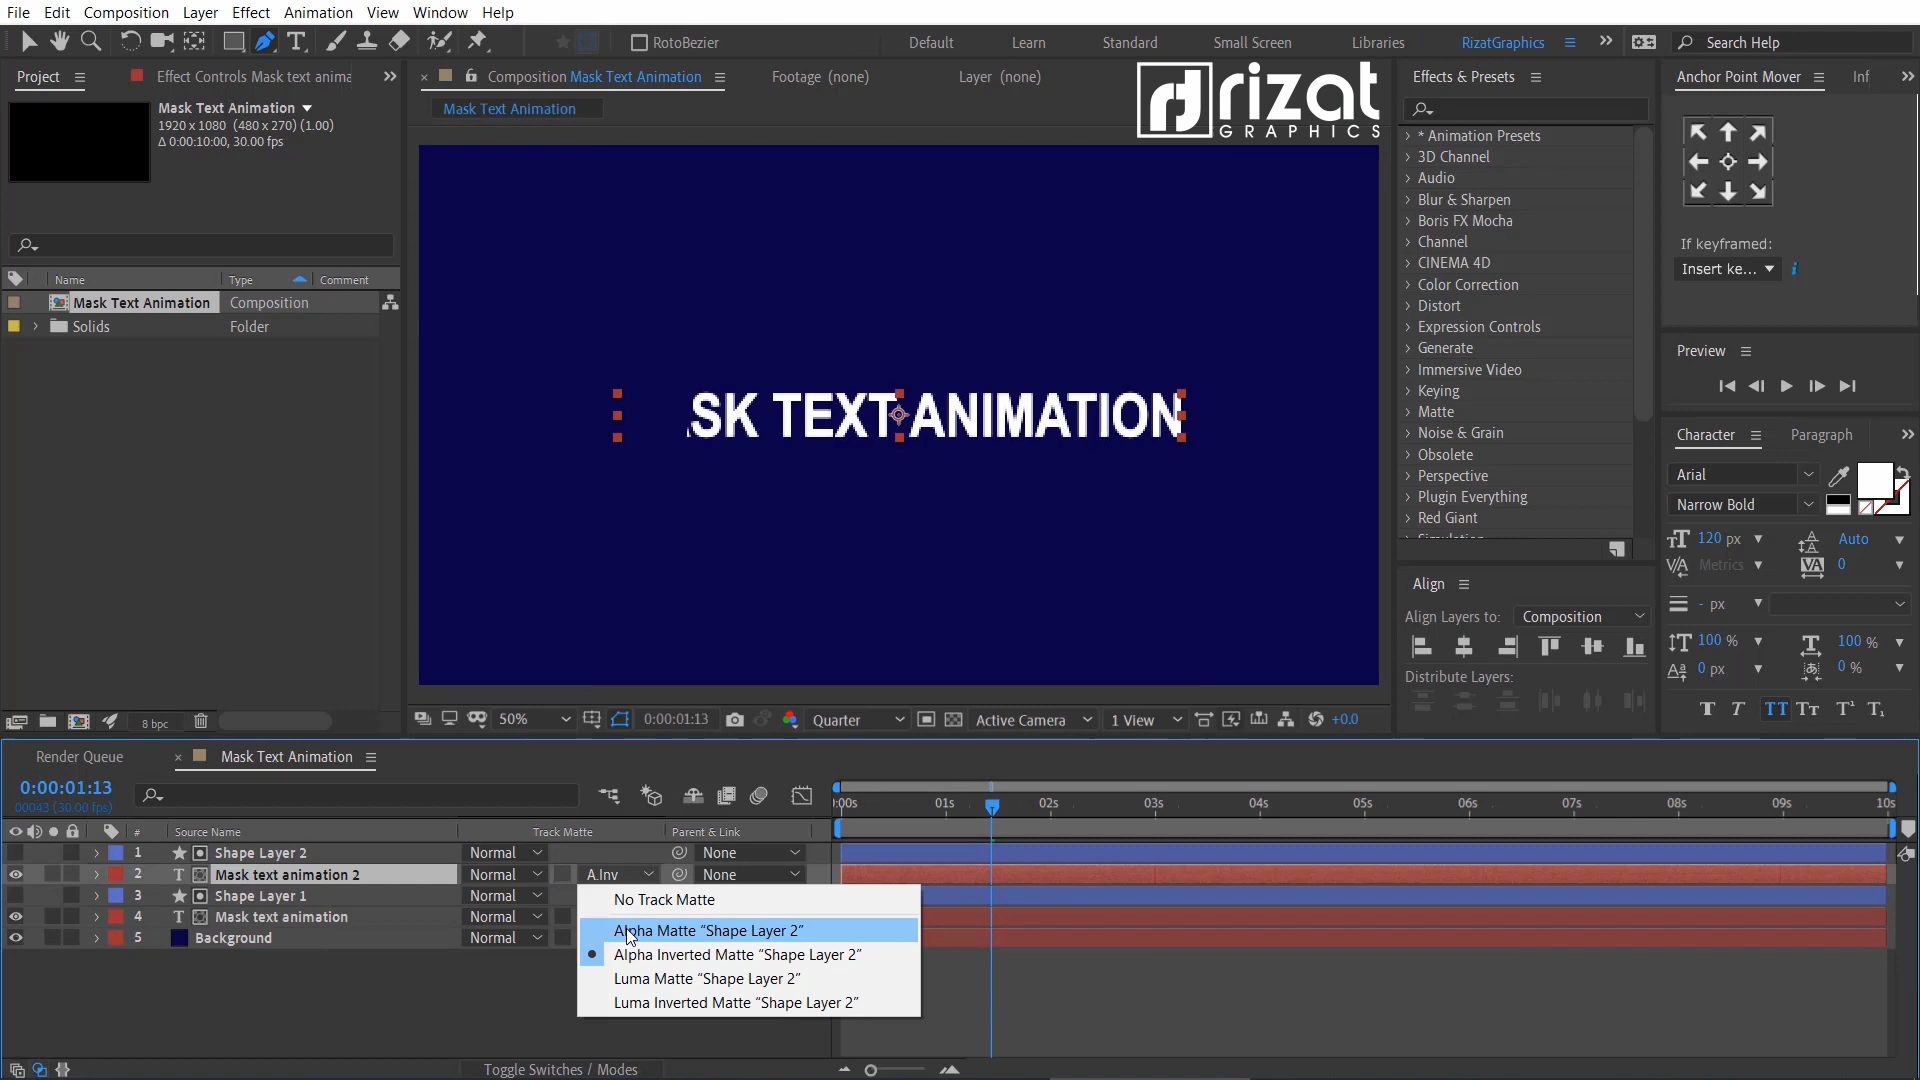 File Edit Composition Layer Effect Animation View Window Help
RotoBezier
Default Learn Standard Small Screen Libraries RizatGraphics
Search Help
Project
Effect Controls Mask text anima
Mask Text Animation
1920 x 1080 (480 x 270) (1.00)
Δ 0:00:10:00, 30.00 fps
Name Type Comment
Mask Text Animation Composition
Solids Folder
8 bpc
Composition Mask Text Animation
Footage (none)
Layer (none)
Mask Text Animation
rizat
GRAPHICS
SK TEXT ANIMATION
50% 0:00:01:13 Quarter Active Camera 1 View +0.0
Effects & Presets
* Animation Presets
3D Channel
Audio
Blur & Sharpen
Boris FX Mocha
Channel
CINEMA 4D
Color Correction
Distort
Expression Controls
Generate
Immersive Video
Keying
Matte
Noise & Grain
Obsolete
Perspective
Plugin Everything
Red Giant
Align
Align Layers to: Composition
Distribute Layers:
Anchor Point Mover Inf
If keyframed:
Insert ke...
Preview
Character Paragraph
Arial
Narrow Bold
120 px Auto
Metrics 0
- px
100 % 100 %
0 px 0 %
Render Queue
Mask Text Animation
0:00:01:13
00043 (30.00 fps)
:00s 01s 02s 03s 04s 05s 06s 07s 08s 09s 10s
# Source Name Track Matte Parent & Link
1 Shape Layer 2 Normal None
2 Mask text animation 2 Normal A.Inv None
3 Shape Layer 1 Normal
4 Mask text animation Normal
5 Background Normal
No Track Matte
Alpha Matte “Shape Layer 2”
Alpha Inverted Matte “Shape Layer 2”
Luma Matte “Shape Layer 2”
Luma Inverted Matte “Shape Layer 2”
Toggle Switches / Modes